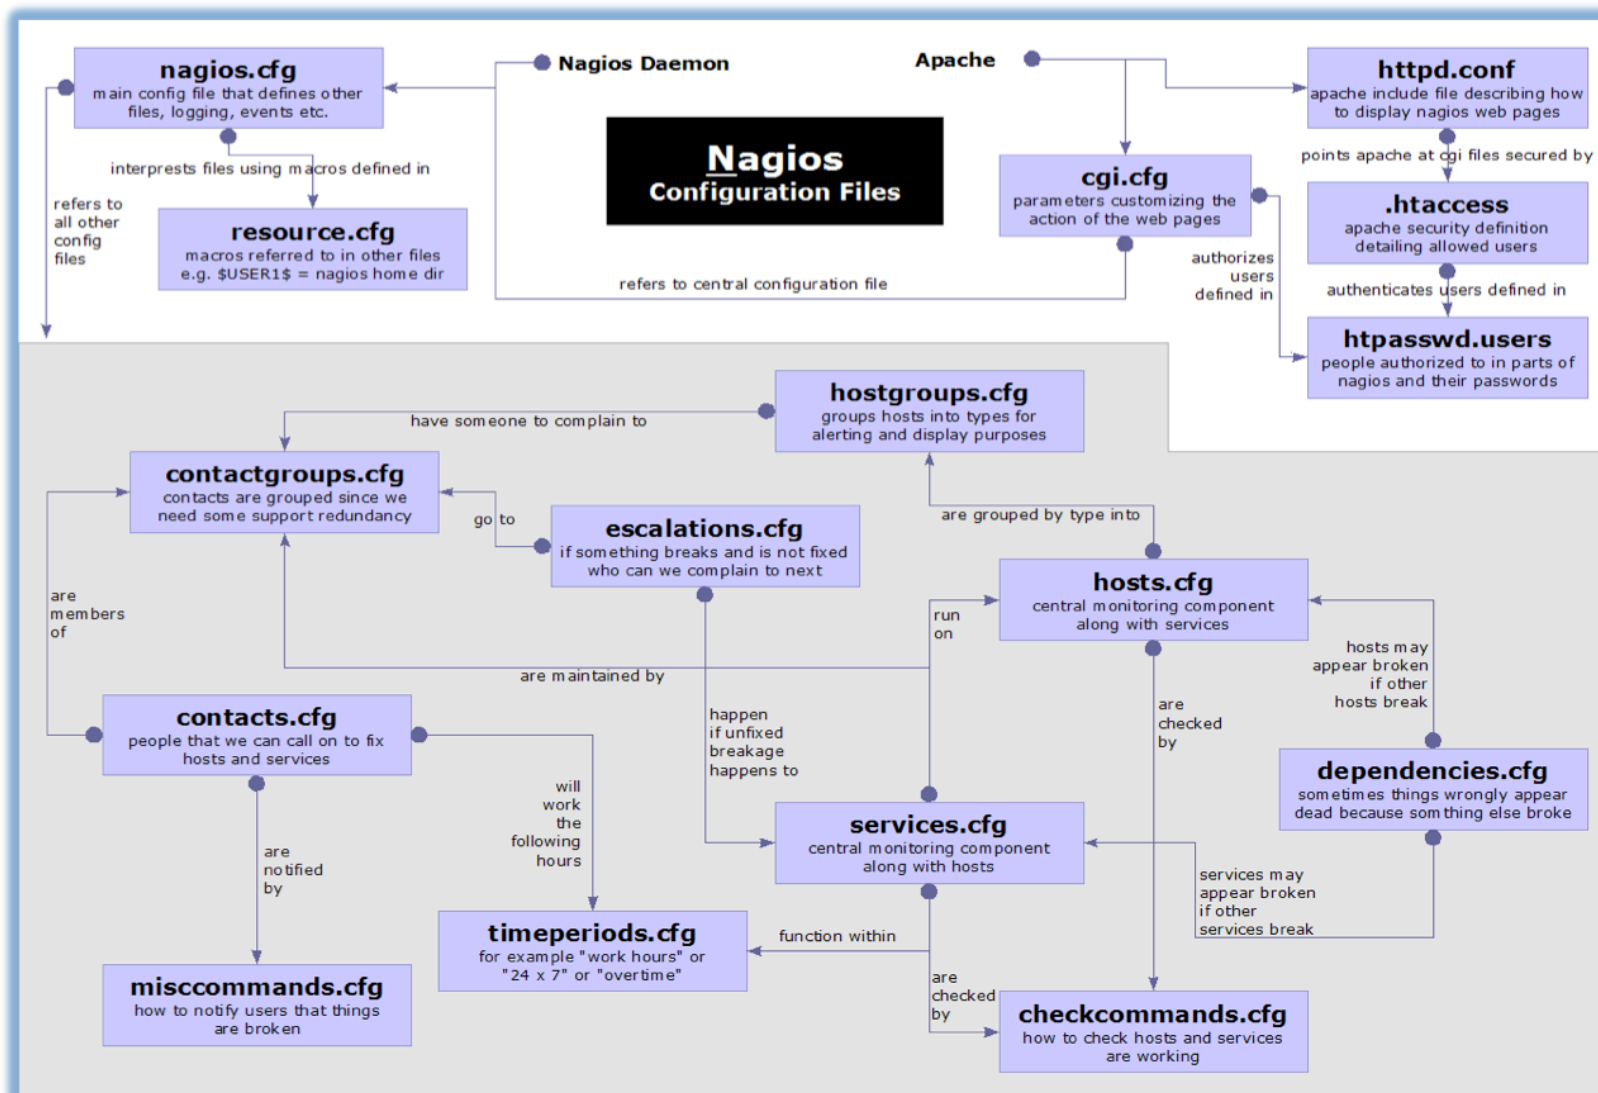 nagios.cfg
main config file that defines other
files, logging, events etc.
Nagios Daemon
Apache
httpd.conf
apache include file describing how
to display nagios web pages
Nagios
Configuration Files
interprests files using macros defined in
points apache at cgi files secured by
cgi.cfg
parameters customizing the
action of the web pages
refers to
all other
config
files
resource.cfg
macros referred to in other files
e.g. $USER1$ = nagios home dir
.htaccess
apache security definition
detailing allowed users
authorizes
users
defined in
refers to central configuration file
authenticates users defined in
htpasswd.users
people authorized to in parts of
nagios and their passwords
hostgroups.cfg
groups hosts into types for
alerting and display purposes
have someone to complain to
contactgroups.cfg
contacts are grouped since we
need some support redundancy
go to
escalations.cfg
if something breaks and is not fixed
who can we complain to next
are grouped by type into
hosts.cfg
central monitoring component
along with services
are
members
of
run
on
are maintained by
hosts may
appear broken
if other
hosts break
contacts.cfg
people that we can call on to fix
hosts and services
happen
if unfixed
breakage
happens to
are
checked
by
dependencies.cfg
sometimes things wrongly appear
dead because somthing else broke
will
work
the
following
hours
services.cfg
central monitoring component
along with hosts
are
notified
by
services may
appear broken
if other
services break
timeperiods.cfg
for example "work hours" or
"24 x 7" or "overtime"
function within
are
checked
by
misccommands.cfg
how to notify users that things
are broken
checkcommands.cfg
how to check hosts and services
are working